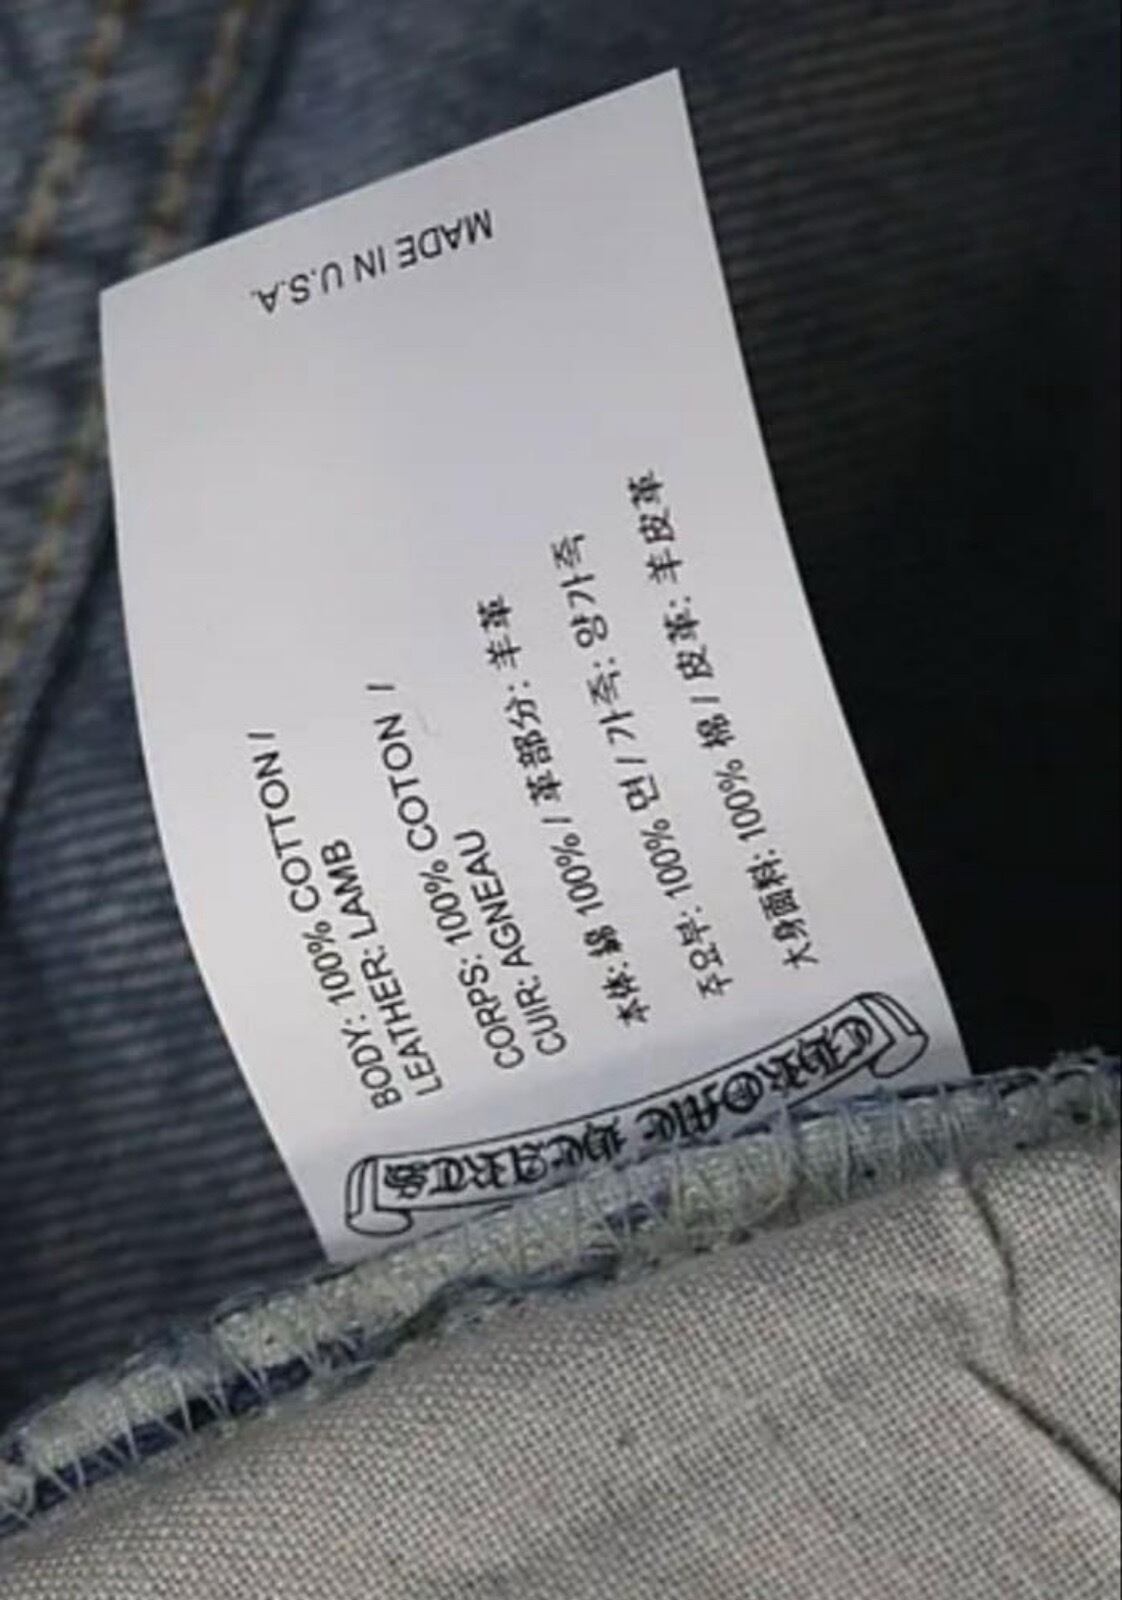 CHROME HEARTS
BODY: 100% COTTON /
LEATHER: LAMB
CORPS: 100% COTON /
CUIR: AGNEAU
本体: 綿 100% / 革部分: 羊革
주요부: 100% 면 / 가죽: 양가죽
大身面料: 100% 棉 / 皮革: 羊皮革
MADE IN U.S.A.